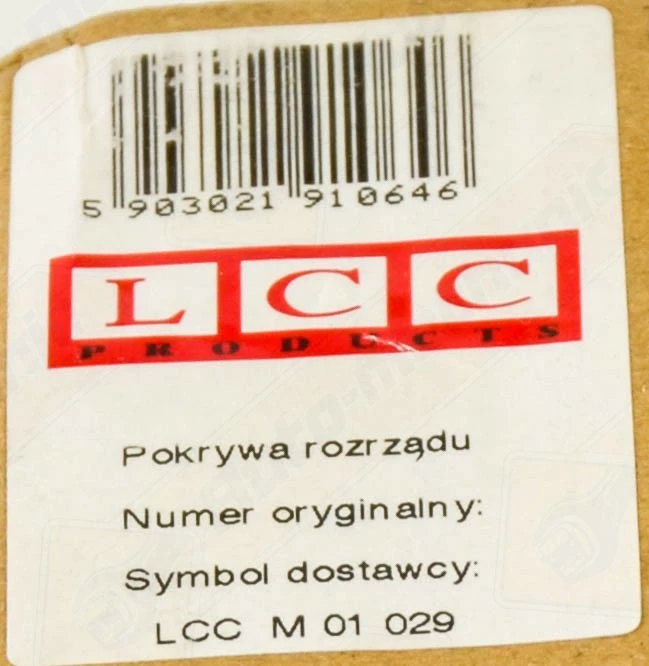 5 903021 910646
LCC
PRODUCTS
Pokrywa rozrządu
Numer oryginalny:
Symbol dostawcy:
LCC M 01 029